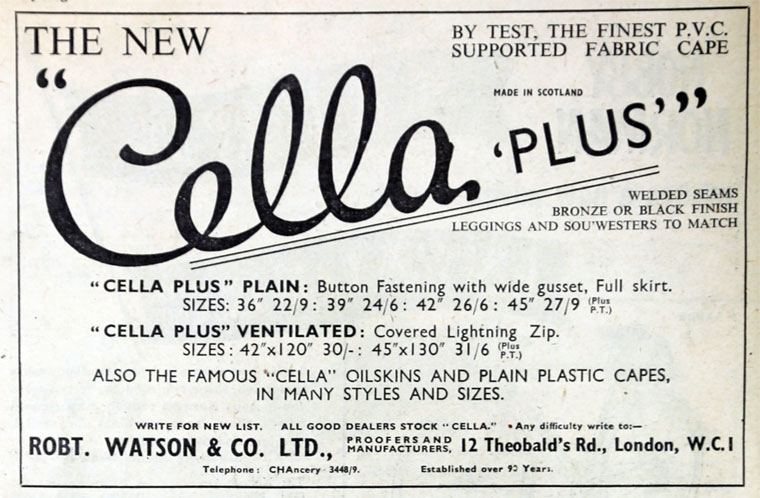 THE NEW
BY TEST, THE FINEST P.V.C.
SUPPORTED FABRIC CAPE
MADE IN SCOTLAND
“Cella ‘PLUS’”
WELDED SEAMS
BRONZE OR BLACK FINISH
LEGGINGS AND SOU'WESTERS TO MATCH
“CELLA PLUS” PLAIN: Button Fastening with wide gusset, Full skirt.
SIZES: 36″ 22/9: 39″ 24/6: 42″ 26/6: 45″ 27/9 (Plus P.T.)
“CELLA PLUS” VENTILATED: Covered Lightning Zip.
SIZES: 42″x120″ 30/-: 45″x130″ 31/6 (Plus P.T.)
ALSO THE FAMOUS “CELLA” OILSKINS AND PLAIN PLASTIC CAPES,
IN MANY STYLES AND SIZES.
WRITE FOR NEW LIST. ALL GOOD DEALERS STOCK “CELLA.” • Any difficulty write to:—
ROBT. WATSON & CO. LTD., PROOFERS AND MANUFACTURERS, 12 Theobald's Rd., London, W.C.1
Telephone: CHAncery 3448/9. Established over 90 Years.